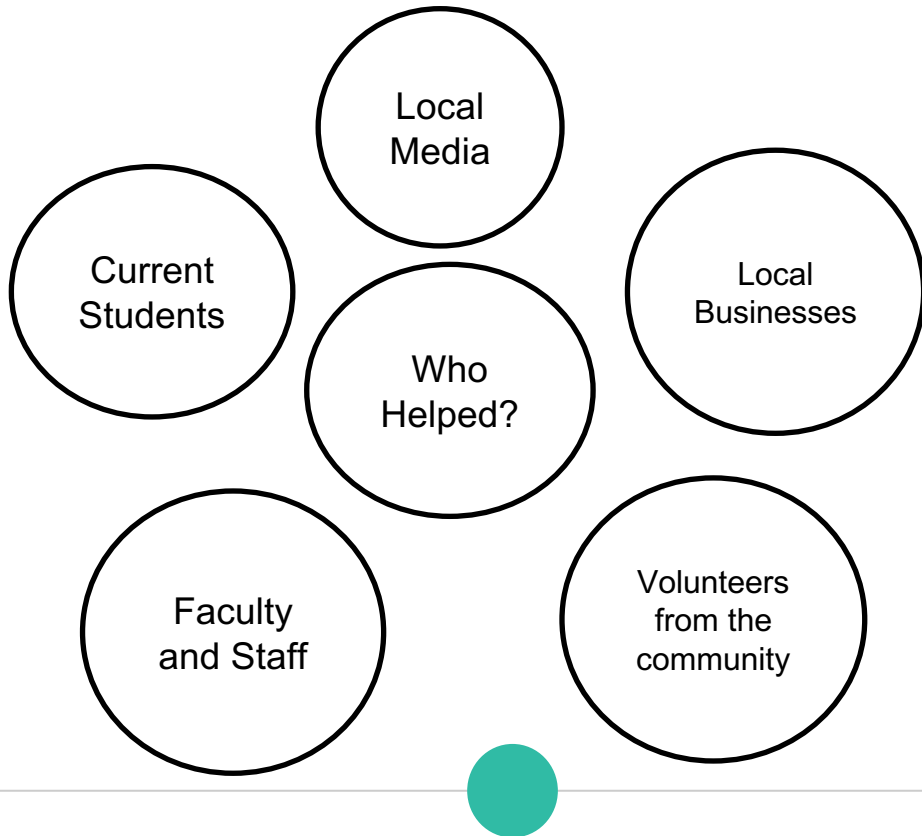 Local
Media
Current
Students
Local
Businesses
Who
Helped?
Faculty
and Staff
Volunteers
from the
community